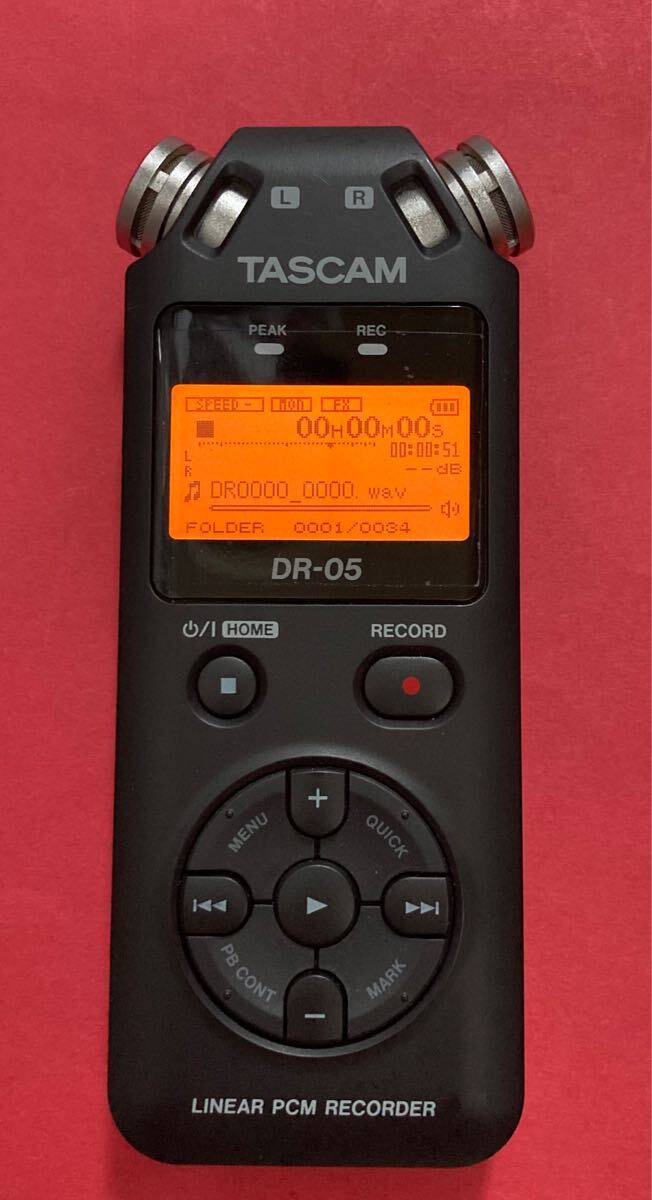 L R
TASCAM
PEAK REC
SPEED- MON FX
00H00M00S
L 00:00:51
R --dB
DR0000_0000.wav
FOLDER 0001/0034
DR-05
/I HOME RECORD
+
MENU QUICK
PB CONT MARK
−
LINEAR PCM RECORDER